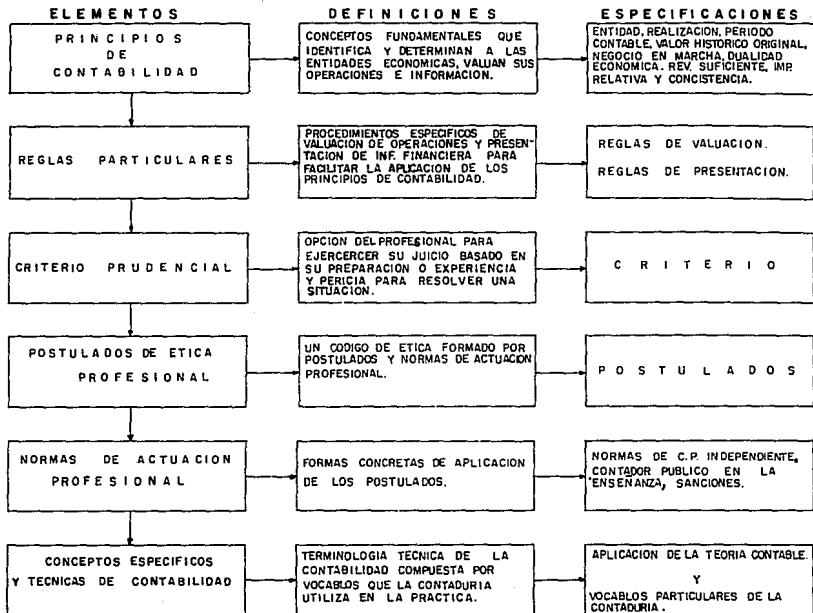 ELEMENTOS DEFINICIONES ESPECIFICACIONES
PRINCIPIOS
DE
CONTABILIDAD
CONCEPTOS FUNDAMENTALES QUE
IDENTIFICA Y DETERMINAN A LAS
ENTIDADES ECONOMICAS, VALUAN SUS
OPERACIONES E INFORMACION.
ENTIDAD, REALIZACION, PERIODO
CONTABLE, VALOR HISTORICO ORIGINAL,
NEGOCIO EN MARCHA, DUALIDAD
ECONOMICA. REV. SUFICIENTE, IMP.
RELATIVA Y CONCISTENCIA.
REGLAS PARTICULARES
PROCEDIMIENTOS ESPECIFICOS DE
VALUACION DE OPERACIONES Y PRESEN-
TACION DE INF. FINANCIERA PARA
FACILITAR LA APLICACION DE LOS
PRINCIPIOS DE CONTABILIDAD.
REGLAS DE VALUACION.
REGLAS DE PRESENTACION.
CRITERIO PRUDENCIAL
OPCION DEL PROFESIONAL PARA
EJERCERCER SU JUICIO BASADO EN
SU PREPARACION O EXPERIENCIA
Y PERICIA PARA RESOLVER UNA
SITUACION.
CRITERIO
POSTULADOS DE ETICA
PROFESIONAL
UN CODIGO DE ETICA FORMADO POR
POSTULADOS Y NORMAS DE ACTUACION
PROFESIONAL.
POSTULADOS
NORMAS DE ACTUACION
PROFESIONAL
FORMAS CONCRETAS DE APLICACION
DE LOS POSTULADOS.
NORMAS DE C.P. INDEPENDIENTE,
CONTADOR PUBLICO EN LA
ENSEÑANZA, SANCIONES.
CONCEPTOS ESPECIFICOS
Y TECNICAS DE CONTABILIDAD
TERMINOLOGIA TECNICA DE LA
CONTABILIDAD COMPUESTA POR
VOCABLOS QUE LA CONTADURIA
UTILIZA EN LA PRACTICA.
APLICACION DE LA TEORIA CONTABLE.
Y
VOCABLOS PARTICULARES DE LA
CONTADURIA.